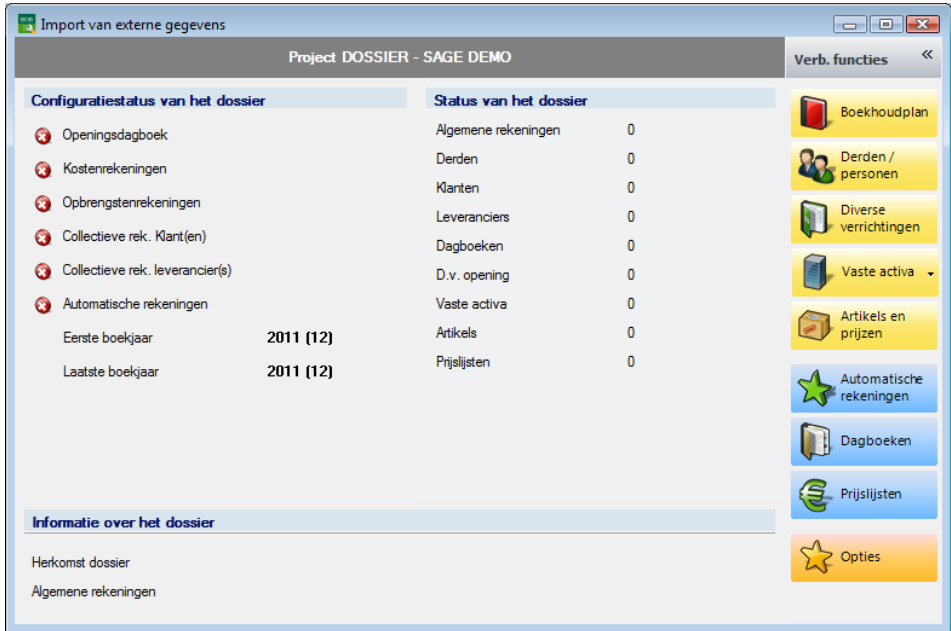 BOB
Import van externe gegevens
Project DOSSIER - SAGE DEMO
Configuratiestatus van het dossier
Openingsdagboek
Kostenrekeningen
Opbrengstenrekeningen
Collectieve rek. Klant(en)
Collectieve rek. leverancier(s)
Automatische rekeningen
Eerste boekjaar 2011 (12)
Laatste boekjaar 2011 (12)
Status van het dossier
Algemene rekeningen 0
Derden 0
Klanten 0
Leveranciers 0
Dagboeken 0
D.v. opening 0
Vaste activa 0
Artikels 0
Prijslijsten 0
Informatie over het dossier
Herkomst dossier
Algemene rekeningen
Verb. functies «
Boekhoudplan
Derden /
personen
Diverse
verrichtingen
Vaste activa
Artikels en
prijzen
Automatische
rekeningen
Dagboeken
Prijslijsten
Opties